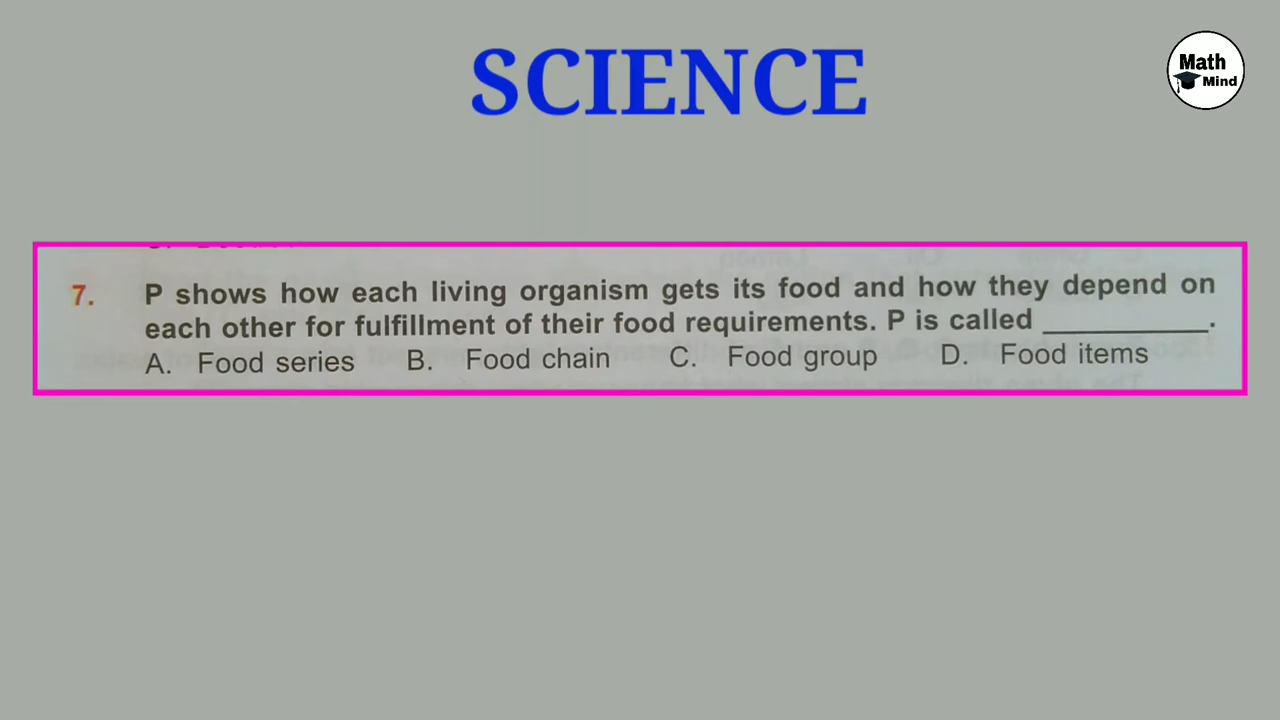 SCIENCE
Math
Mind
7. P shows how each living organism gets its food and how they depend on
each other for fulfillment of their food requirements. P is called __________.
A. Food series B. Food chain C. Food group D. Food items